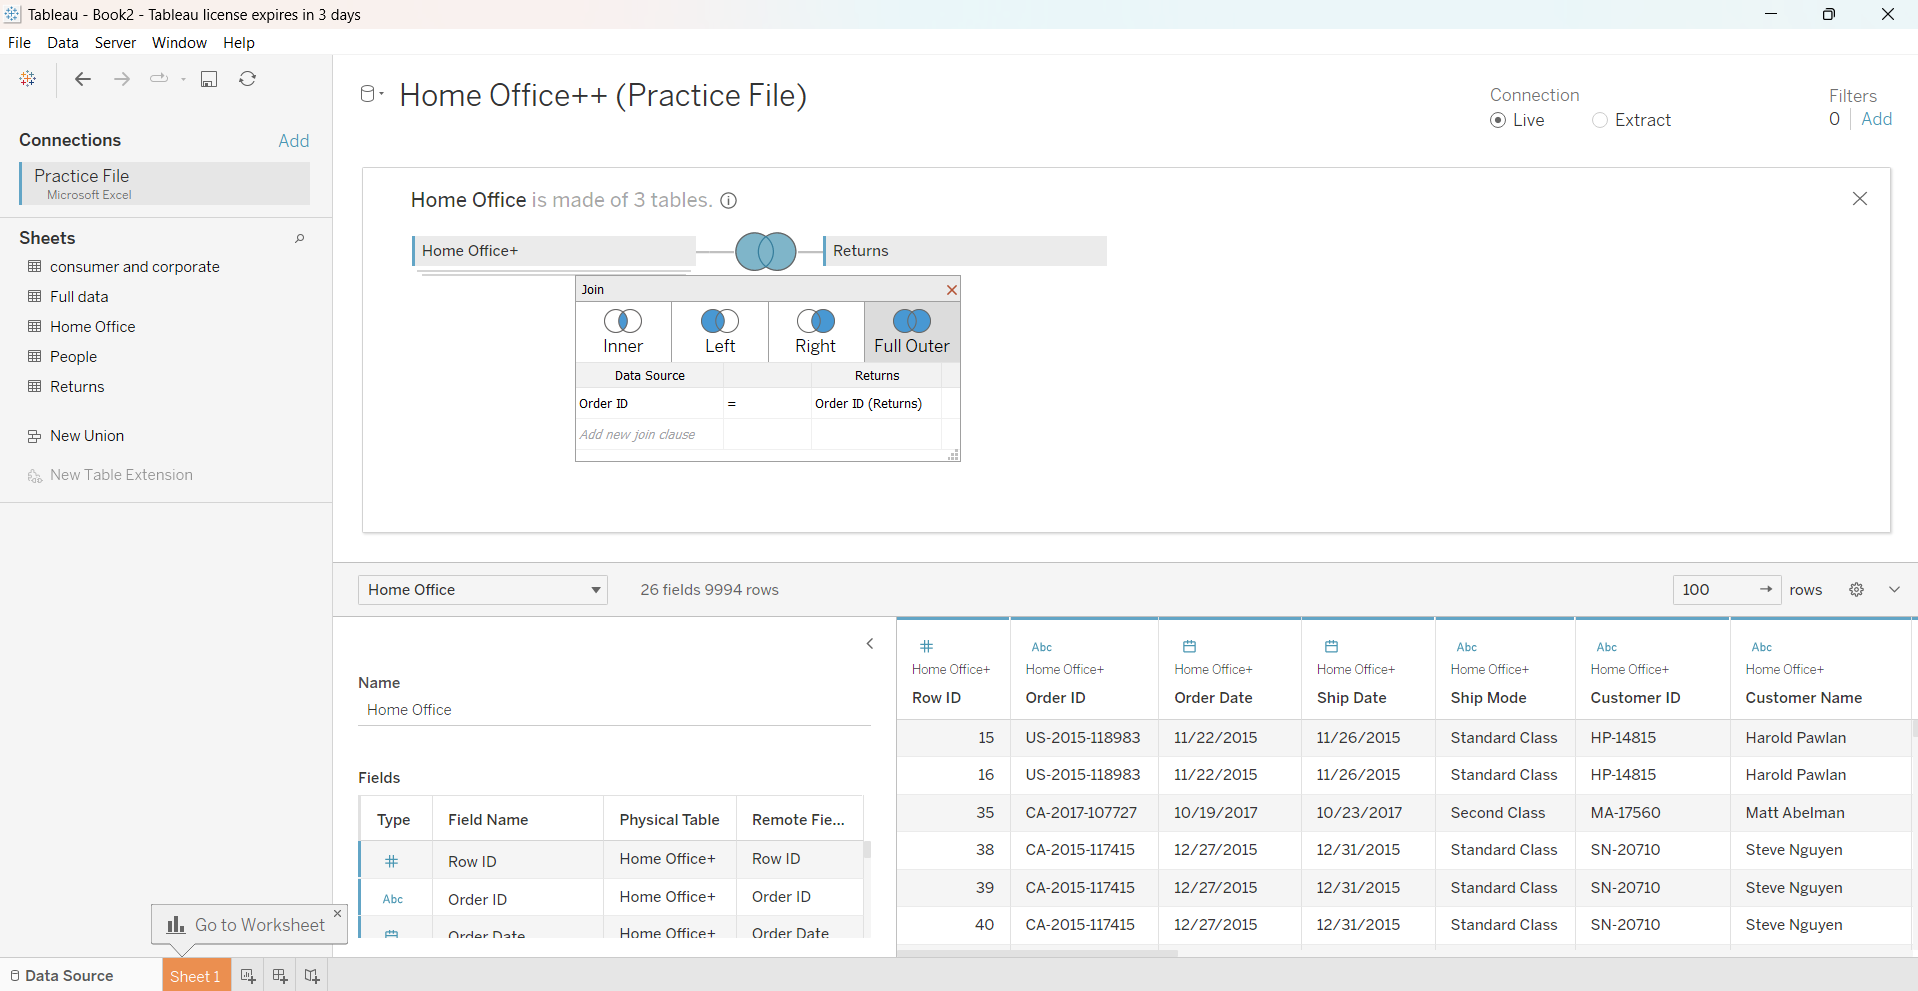 Tableau - Book2 - Tableau license expires in 3 days
File Data Server Window Help
Connections Add
Practice File
Microsoft Excel
Sheets
consumer and corporate
Full data
Home Office
People
Returns
New Union
New Table Extension
Home Office++ (Practice File)
Connection
Live Extract
Filters
0 Add
Home Office is made of 3 tables.
Home Office+ Returns
Join
Inner Left Right Full Outer
Data Source Returns
Order ID = Order ID (Returns)
Add new join clause
Home Office 26 fields 9994 rows 100 rows
Name
Home Office
Fields
Type Field Name Physical Table Remote Fie...
Row ID Home Office+ Row ID
Abc Order ID Home Office+ Order ID
Order Date Home Office+ Order Date
Abc Abc Abc Abc
Home Office+ Home Office+ Home Office+ Home Office+ Home Office+ Home Office+ Home Office+
Row ID Order ID Order Date Ship Date Ship Mode Customer ID Customer Name
15 US-2015-118983 11/22/2015 11/26/2015 Standard Class HP-14815 Harold Pawlan
16 US-2015-118983 11/22/2015 11/26/2015 Standard Class HP-14815 Harold Pawlan
35 CA-2017-107727 10/19/2017 10/23/2017 Second Class MA-17560 Matt Abelman
38 CA-2015-117415 12/27/2015 12/31/2015 Standard Class SN-20710 Steve Nguyen
39 CA-2015-117415 12/27/2015 12/31/2015 Standard Class SN-20710 Steve Nguyen
40 CA-2015-117415 12/27/2015 12/31/2015 Standard Class SN-20710 Steve Nguyen
Go to Worksheet
Data Source Sheet 1